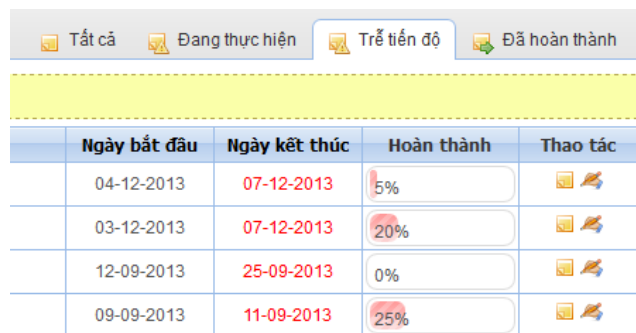 Tất cả Đang thực hiện Trễ tiến độ Đã hoàn thành
Ngày bắt đầu Ngày kết thúc Hoàn thành Thao tác
04-12-2013 07-12-2013 5%
03-12-2013 07-12-2013 20%
12-09-2013 25-09-2013 0%
09-09-2013 11-09-2013 25%